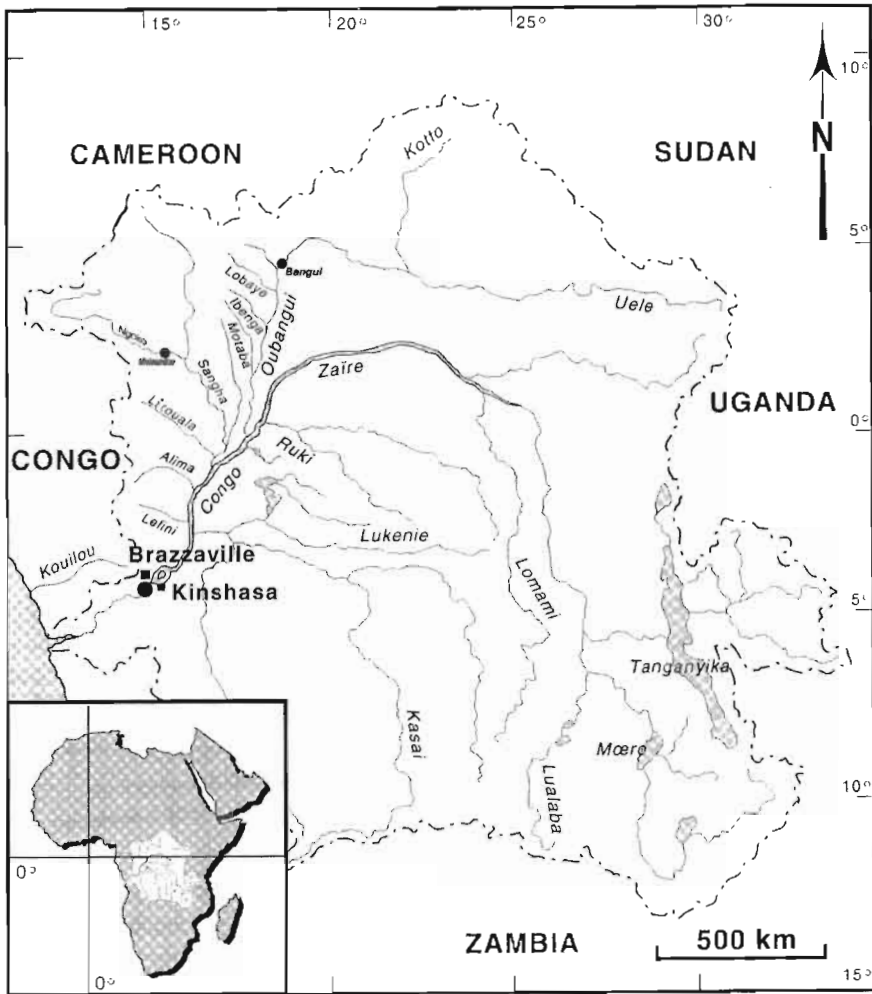 15°
20°
25°
30°
10°
N
CAMEROON
Kotto
SUDAN
5°
Bangui
Lobaye
Ibenga
Motaba
Oubangui
Uele
Sangha
Zaïre
UGANDA
0°
Ruki
CONGO
Alima
Congo
Lefini
Lukenie
Kouilou
Brazzaville
Kinshasa
Lomami
5°
Tanganyika
Kasai
Mœro
Lualaba
10°
0°
0°
ZAMBIA
500 km
15°